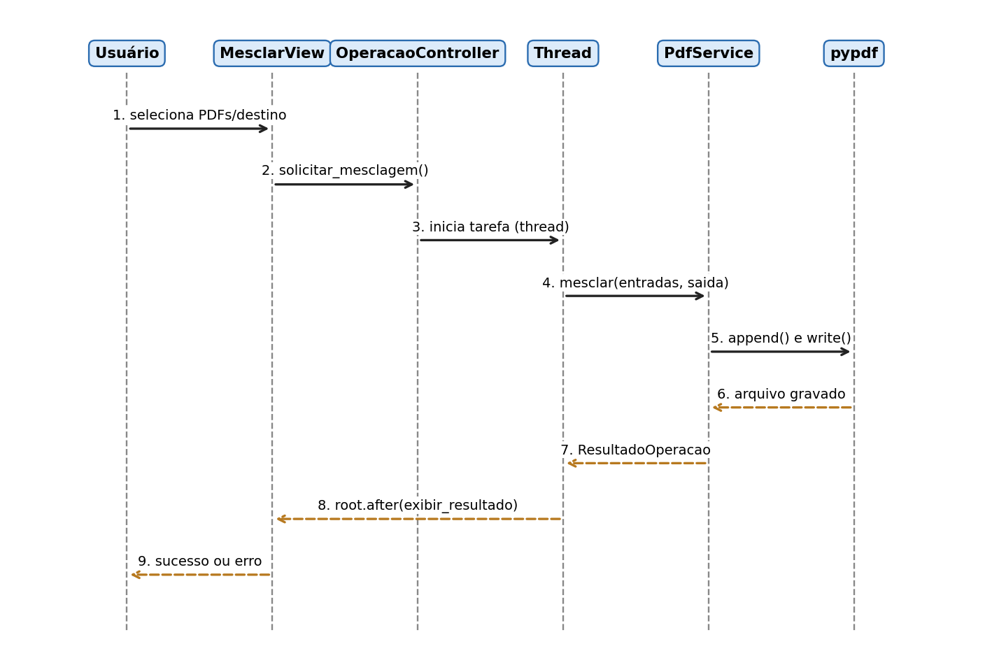 Usuário
MesclarView
OperacaoController
Thread
PdfService
pypdf
1. seleciona PDFs/destino
2. solicitar_mesclagem()
3. inicia tarefa (thread)
4. mesclar(entradas, saida)
5. append() e write()
6. arquivo gravado
7. ResultadoOperacao
8. root.after(exibir_resultado)
9. sucesso ou erro